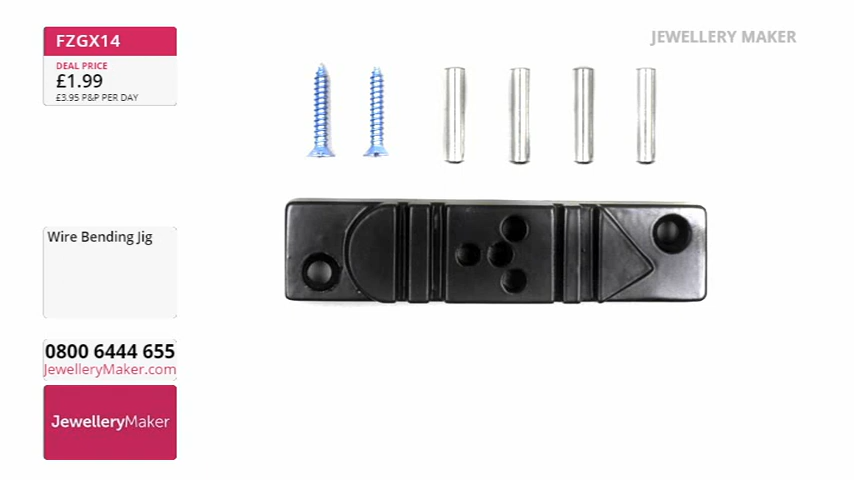 FZGX14
DEAL PRICE
£1.99
£3.95 P&P PER DAY
JEWELLERY MAKER
Wire Bending Jig
0800 6444 655
JewelleryMaker.com
JewelleryMaker